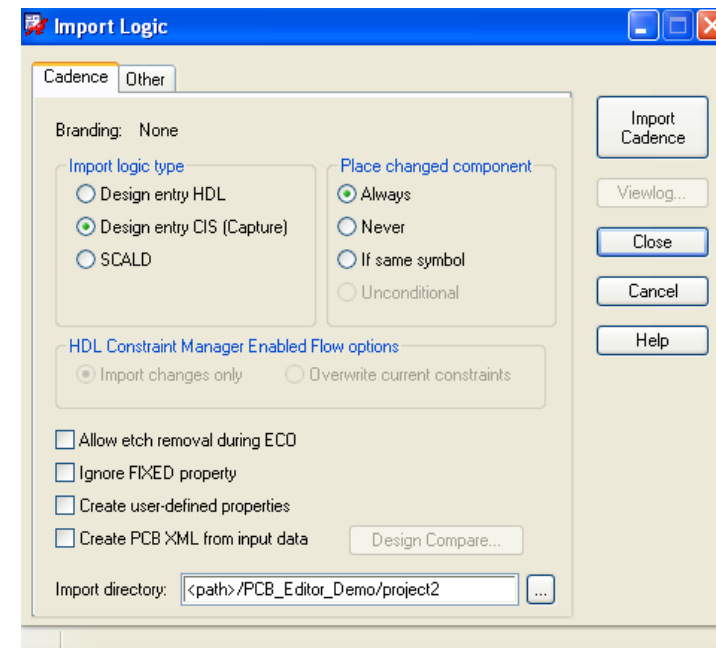 Import Logic
Cadence
Other
Branding: None
Import logic type
Design entry HDL
Design entry CIS (Capture)
SCALD
Place changed component
Always
Never
If same symbol
Unconditional
HDL Constraint Manager Enabled Flow options
Import changes only
Overwrite current constraints
Allow etch removal during ECO
Ignore FIXED property
Create user-defined properties
Create PCB XML from input data
Design Compare...
Import directory:
<path>/PCB_Editor_Demo/project2
...
Import
Cadence
Viewlog...
Close
Cancel
Help